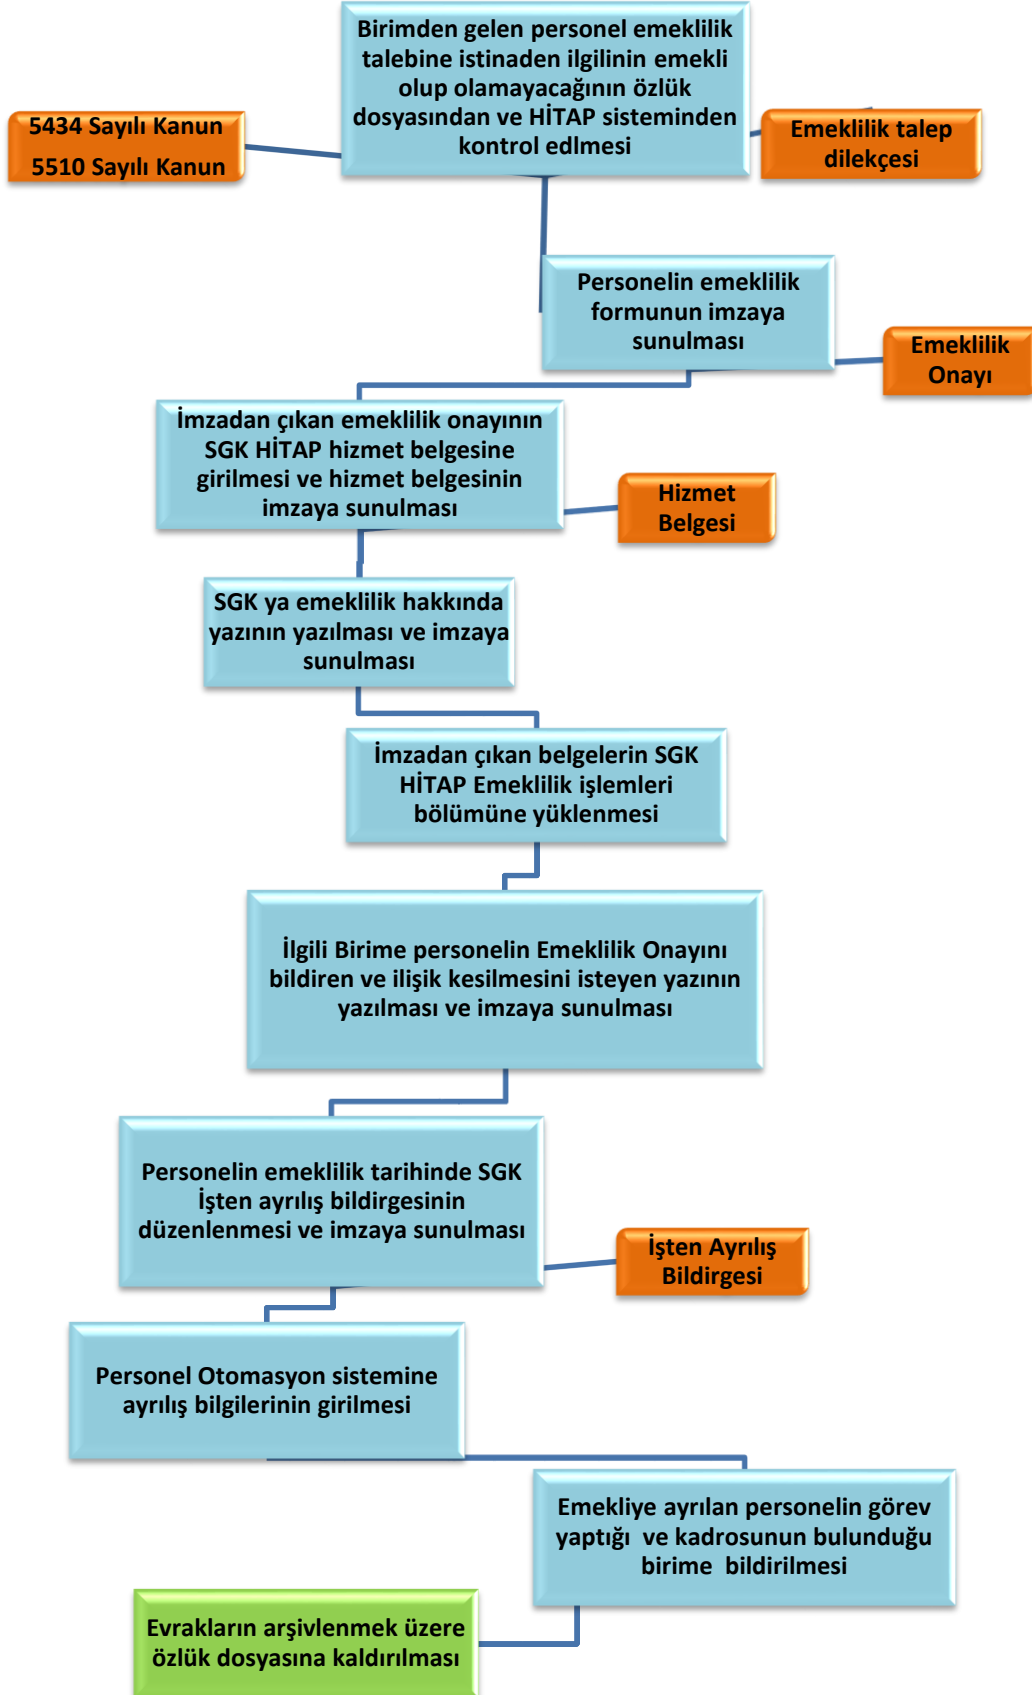 Birimden gelen personel emeklilik
talebine istinaden ilgilinin emekli
olup olamayacağının özlük
dosyasından ve HİTAP sisteminden
kontrol edlmesi
5434 Sayılı Kanun
5510 Sayılı Kanun
Emeklilik talep
dilekçesi
Personelin emeklilik
formunun imzaya
sunulması
Emeklilik
Onayı
İmzadan çıkan emeklilik onayının
SGK HİTAP hizmet belgesine
girilmesi ve hizmet belgesinin
imzaya sunulması
Hizmet
Belgesi
SGK ya emeklilik hakkında
yazının yazılması ve imzaya
sunulması
İmzadan çıkan belgelerin SGK
HİTAP Emeklilik işlemleri
bölümüne yüklenmesi
İlgili Birime personelin Emeklilik Onayını
bildiren ve ilişik kesilmesini isteyen yazının
yazılması ve imzaya sunulması
Personelin emeklilik tarihinde SGK
İşten ayrılış bildirgesinin
düzenlenmesi ve imzaya sunulması
İşten Ayrılış
Bildirgesi
Personel Otomasyon sistemine
ayrılış bilgilerinin girilmesi
Emekliye ayrılan personelin görev
yaptığı  ve kadrosunun bulunduğu
birime  bildirilmesi
Evrakların arşivlenmek üzere
özlük dosyasına kaldırılması